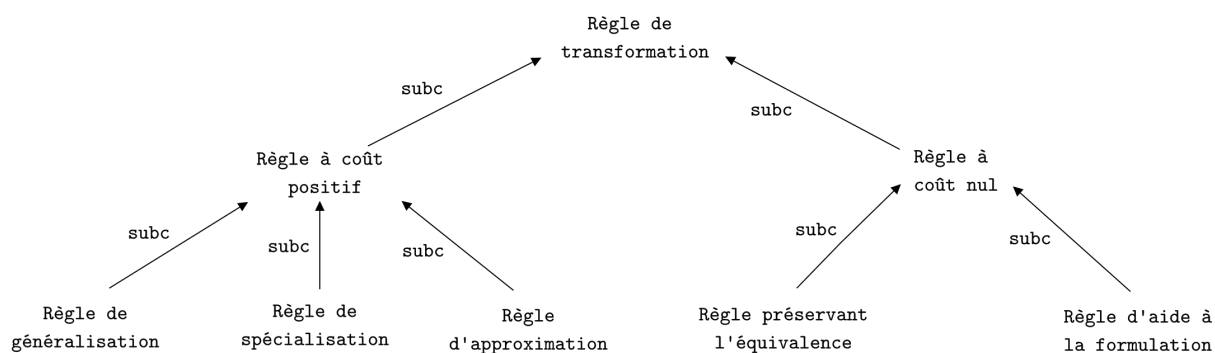 Règle de
transformation
subc
subc
Règle à coût
positif
Règle à
coût nul
subc
subc
subc
subc
subc
Règle de
généralisation
Règle de
spécialisation
Règle
d'approximation
Règle préservant
l'équivalence
Règle d'aide à
la formulation